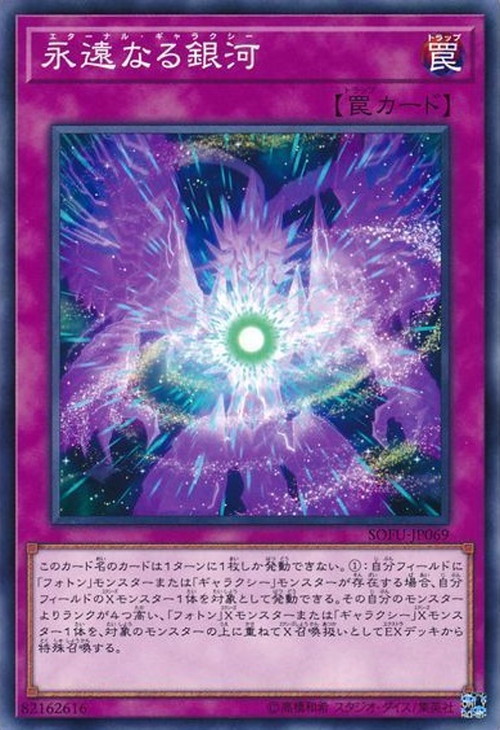 エターナル・ギャラクシー
永遠なる銀河
トラップ
罠
トラップ
【罠カード】
SOFU-JP069
このカード名のカードは1ターンに1枚しか発動できない。①:自分フィールドに
「フォトン」モンスターまたは「ギャラクシー」モンスターが存在する場合、自分
フィールドのXモンスター1体を対象として発動できる。その自分のモンスタ
ーよりランクが4つ高い、「フォトン」Xモンスターまたは「ギャラクシー」Xモンス
ター1体を、対象のモンスターの上に重ねてX召喚扱いとしてEXデッキから
特殊召喚する。
82162616
©高橋和希 スタジオ・ダイス/集英社